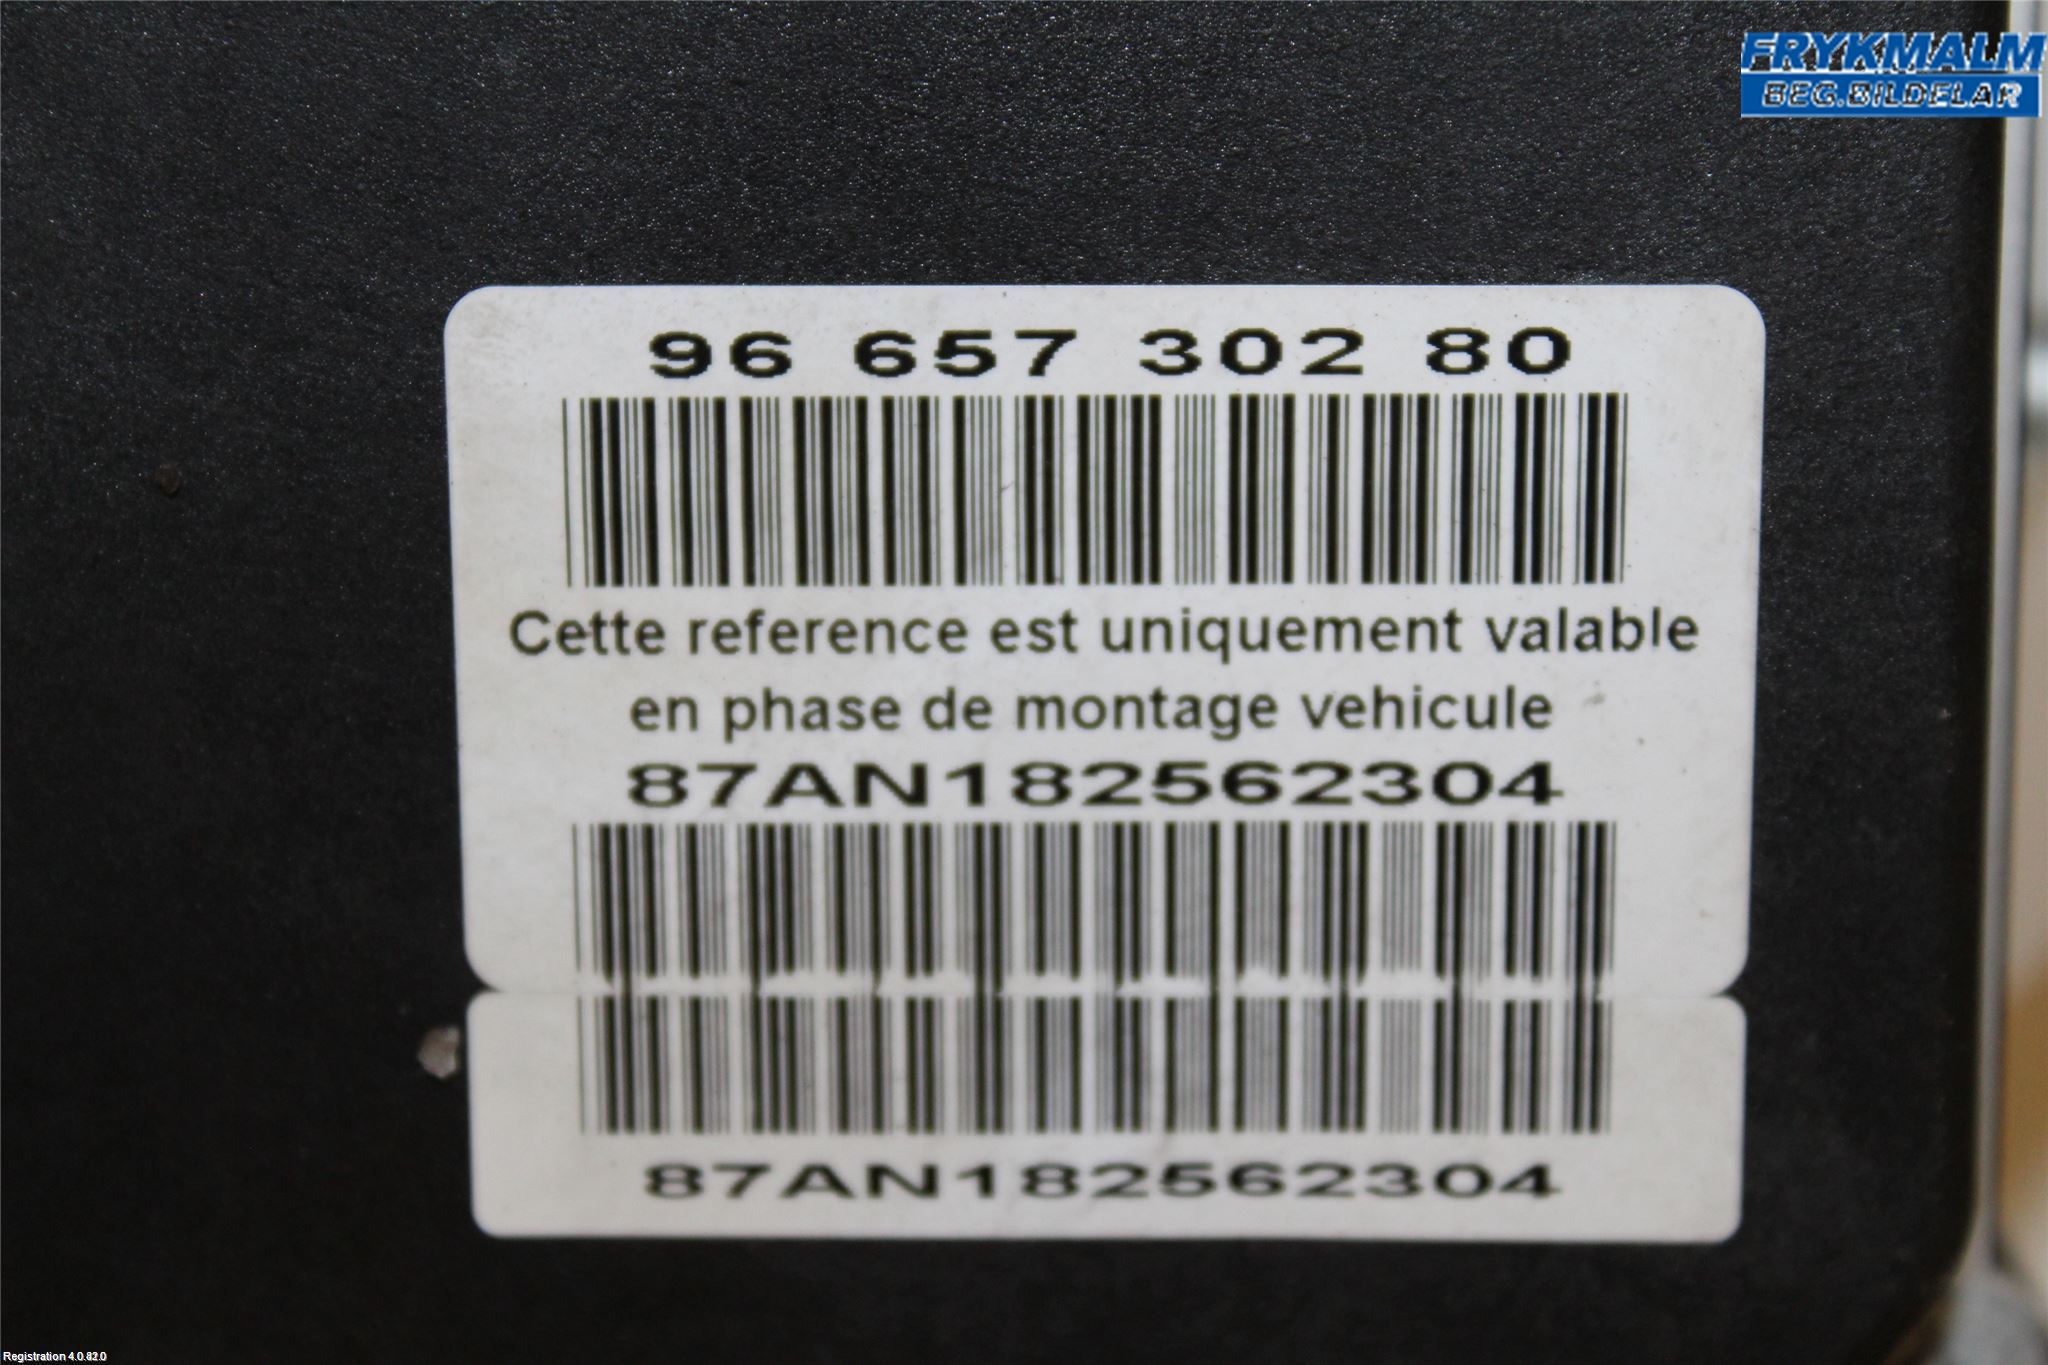 FRYKMALM
BEG.BILDELAR
96 657 302 80
Cette reference est uniquement valable
en phase de montage vehicule
87AN182562304
87AN182562304
Registration 4.0.82.0